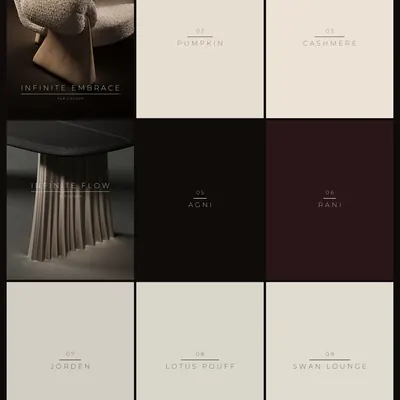 INFINITE EMBRACE
02
PUMPKIN
03
CASHMERE
INFINITE FLOW
05
AGNI
06
RANI
07
JORDEN
08
LOTUS POUFF
09
SWAN LOUNGE